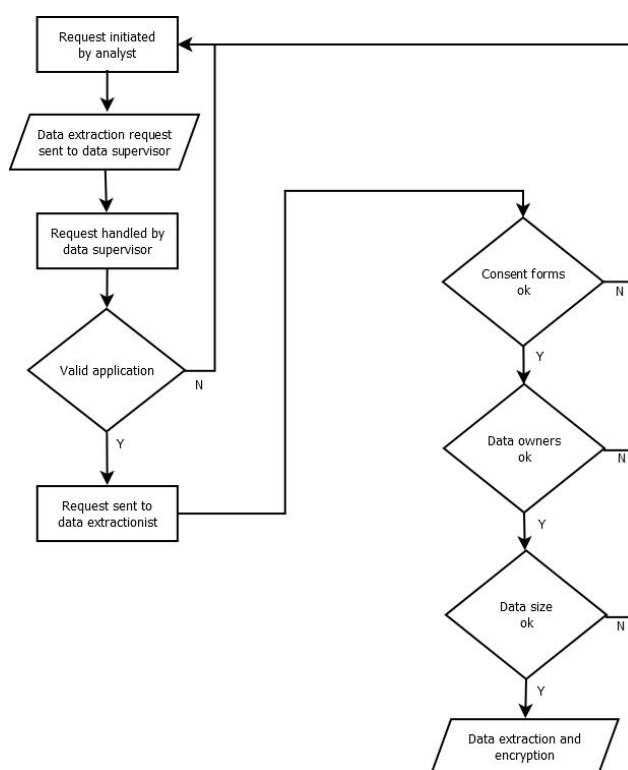 Request initiated
by analyst
Data extraction request
sent to data supervisor
Request handled by
data supervisor
Valid application
N
Y
Request sent to
data extractionist
Consent forms
ok
N
Y
Data owners
ok
N
Y
Data size
ok
N
Y
Data extraction and
encryption